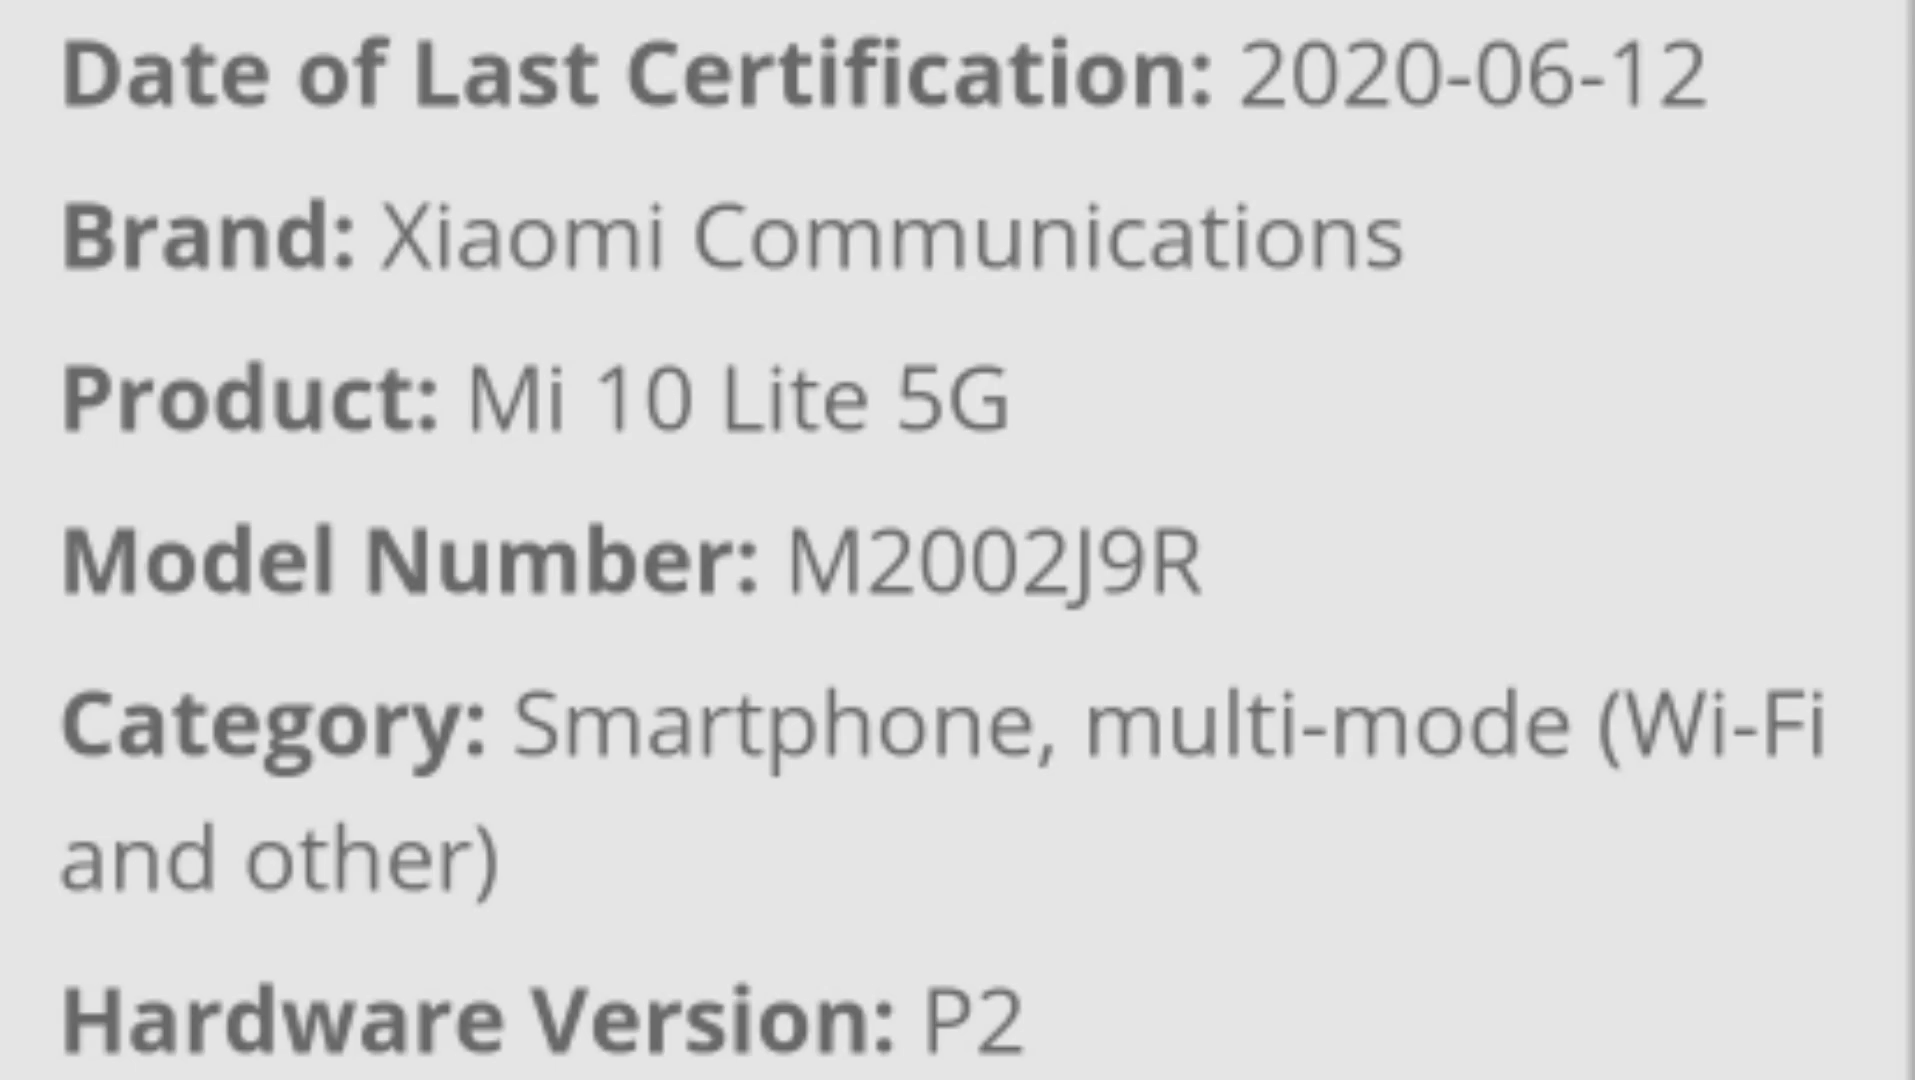 Date of Last Certification: 2020-06-12
Brand: Xiaomi Communications
Product: Mi 10 Lite 5G
Model Number: M2002J9R
Category: Smartphone, multi-mode (Wi-Fi
and other)
Hardware Version: P2